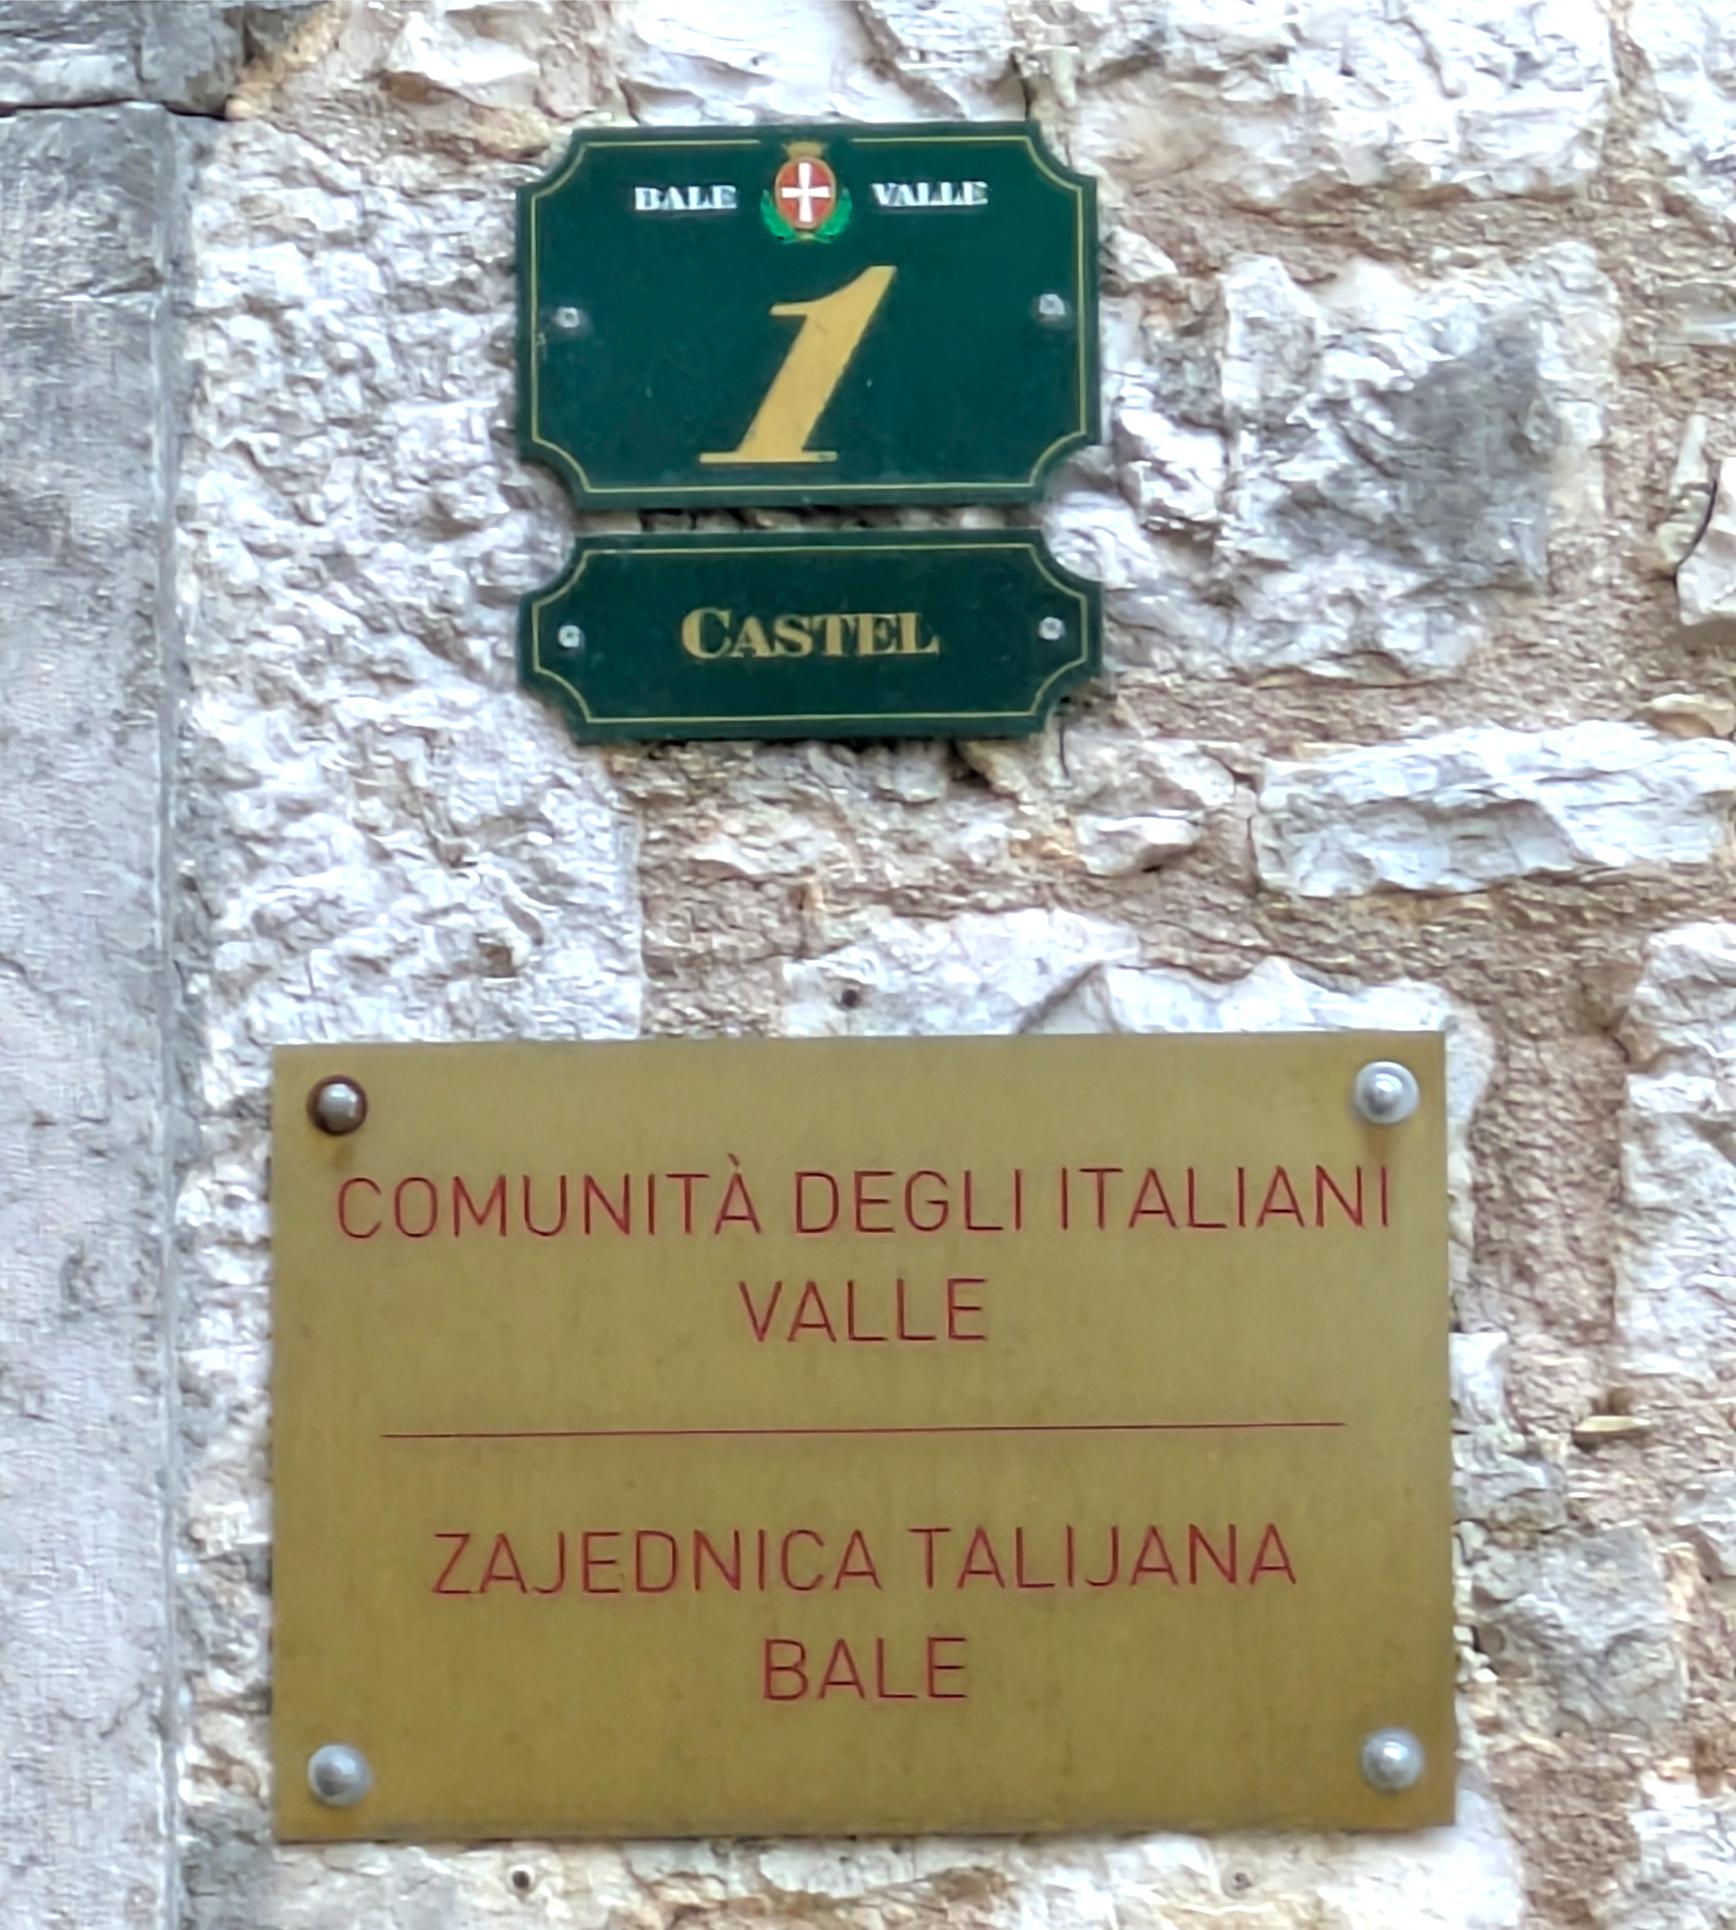 BALE VALLE
1
CASTEL
COMUNITÀ DEGLI ITALIANI
VALLE
ZAJEDNICA TALIJANA
BALE